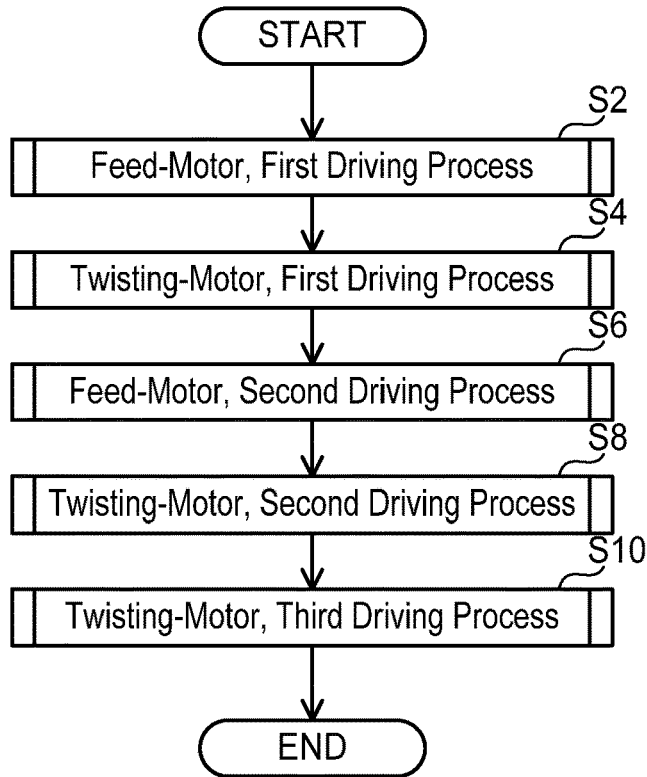 START
S2
Feed-Motor, First Driving Process
S4
Twisting-Motor, First Driving Process
S6
Feed-Motor, Second Driving Process
S8
Twisting-Motor, Second Driving Process
S10
Twisting-Motor, Third Driving Process
END